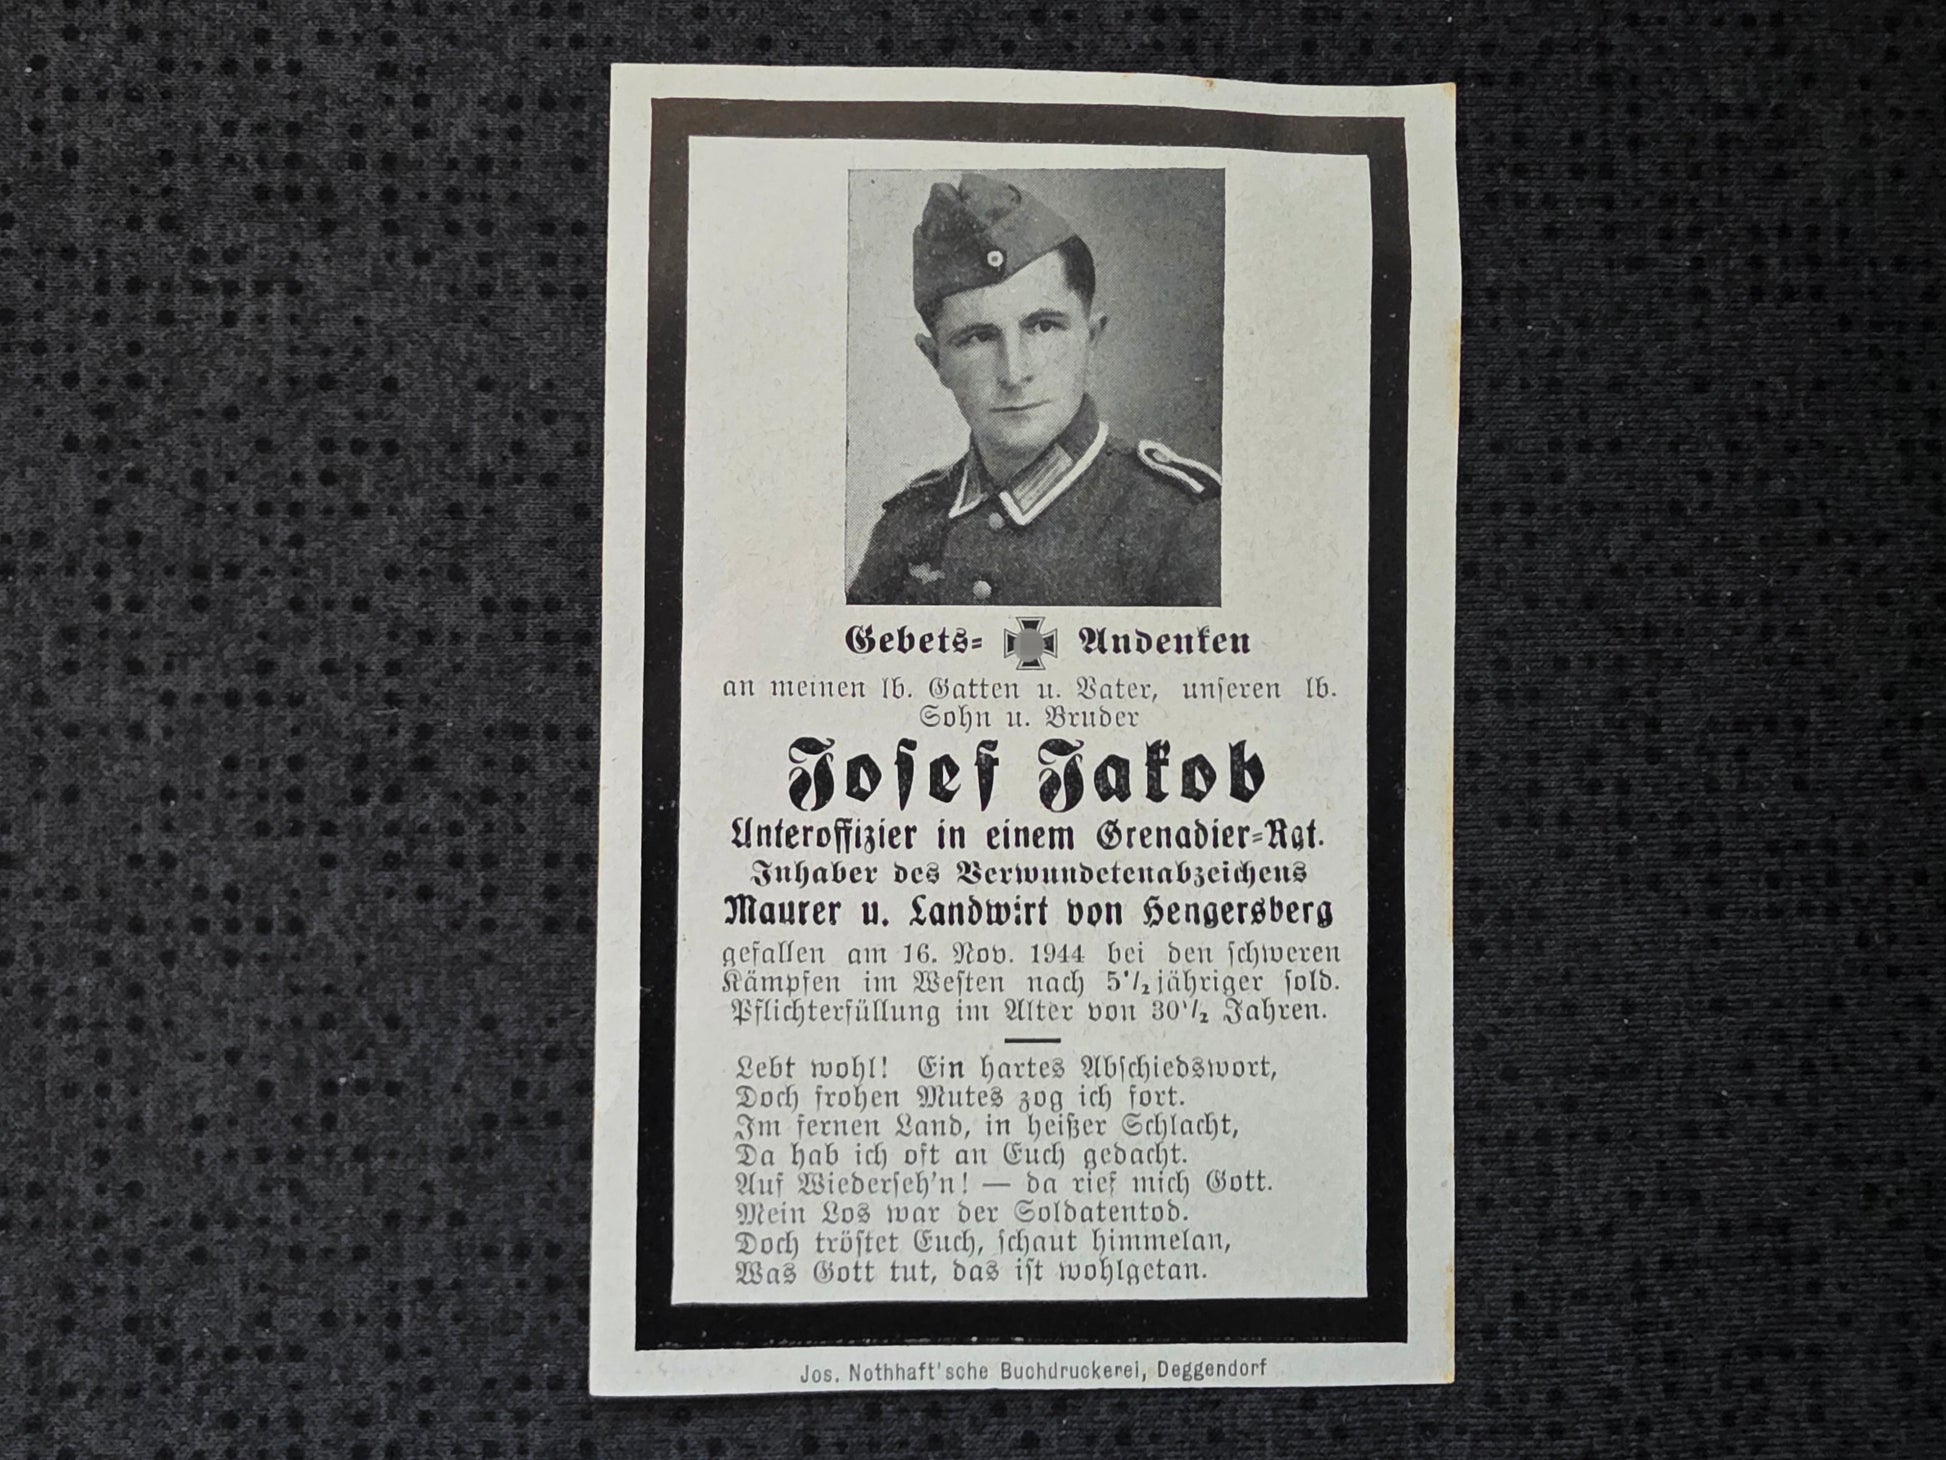 Gebets- Andenken
an meinen lb. Gatten u. Vater, unseren lb.
Sohn u. Bruder
Josef Jakob
Unteroffizier in einem Grenadier-Rgt.
Inhaber des Verwundetenabzeichens
Maurer u. Landwirt von Hengersberg
gefallen am 16. Nov. 1944 bei den schweren
Kämpfen im Westen nach 5½jähriger sold.
Pflichterfüllung im Alter von 30½ Jahren.
Lebt wohl! Ein hartes Abschiedswort,
Doch frohen Mutes zog ich fort.
Im fernen Land, in heißer Schlacht,
Da hab ich oft an Euch gedacht.
Auf Wiederseh'n! — da rief mich Gott.
Mein Los war der Soldatentod.
Doch tröstet Euch, schaut himmelan,
Was Gott tut, das ist wohlgetan.
Jos. Nothhaft'sche Buchdruckerei, Deggendorf